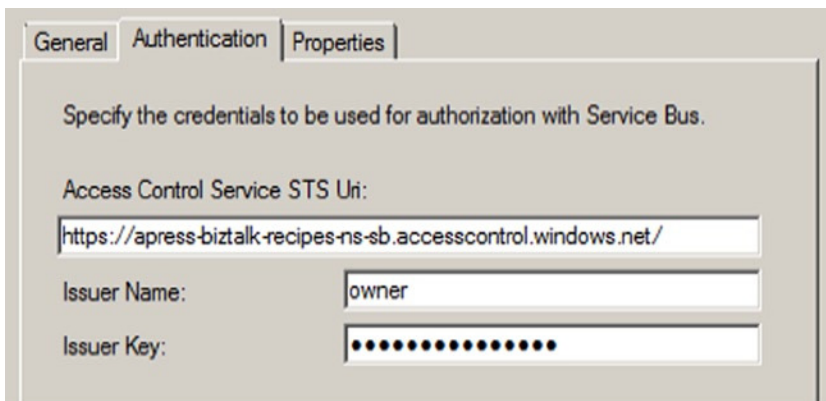 General Authentication Properties
Specify the credentials to be used for authorization with Service Bus.
Access Control Service STS Uri:
https://apress-biztalk-recipes-ns-sb.accesscontrol.windows.net/
Issuer Name: owner
Issuer Key: ●●●●●●●●●●●●●●●